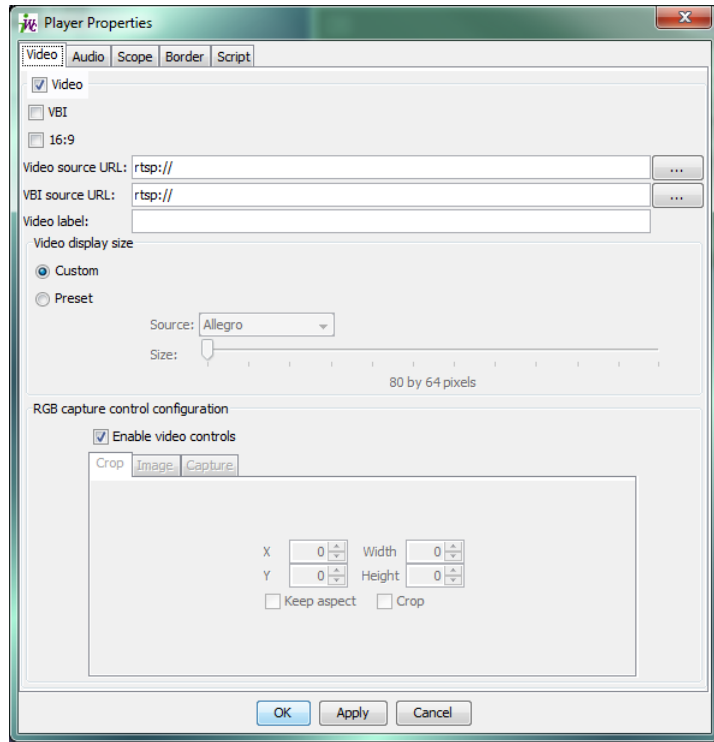 Player Properties
Video Audio Scope Border Script
Video
VBI
16:9
Video source URL: rtsp:// ...
VBI source URL: rtsp:// ...
Video label:
Video display size
Custom
Preset
Source: Allegro
Size:
80 by 64 pixels
RGB capture control configuration
Enable video controls
Crop Image Capture
X 0 Width 0
Y 0 Height 0
Keep aspect Crop
OK Apply Cancel